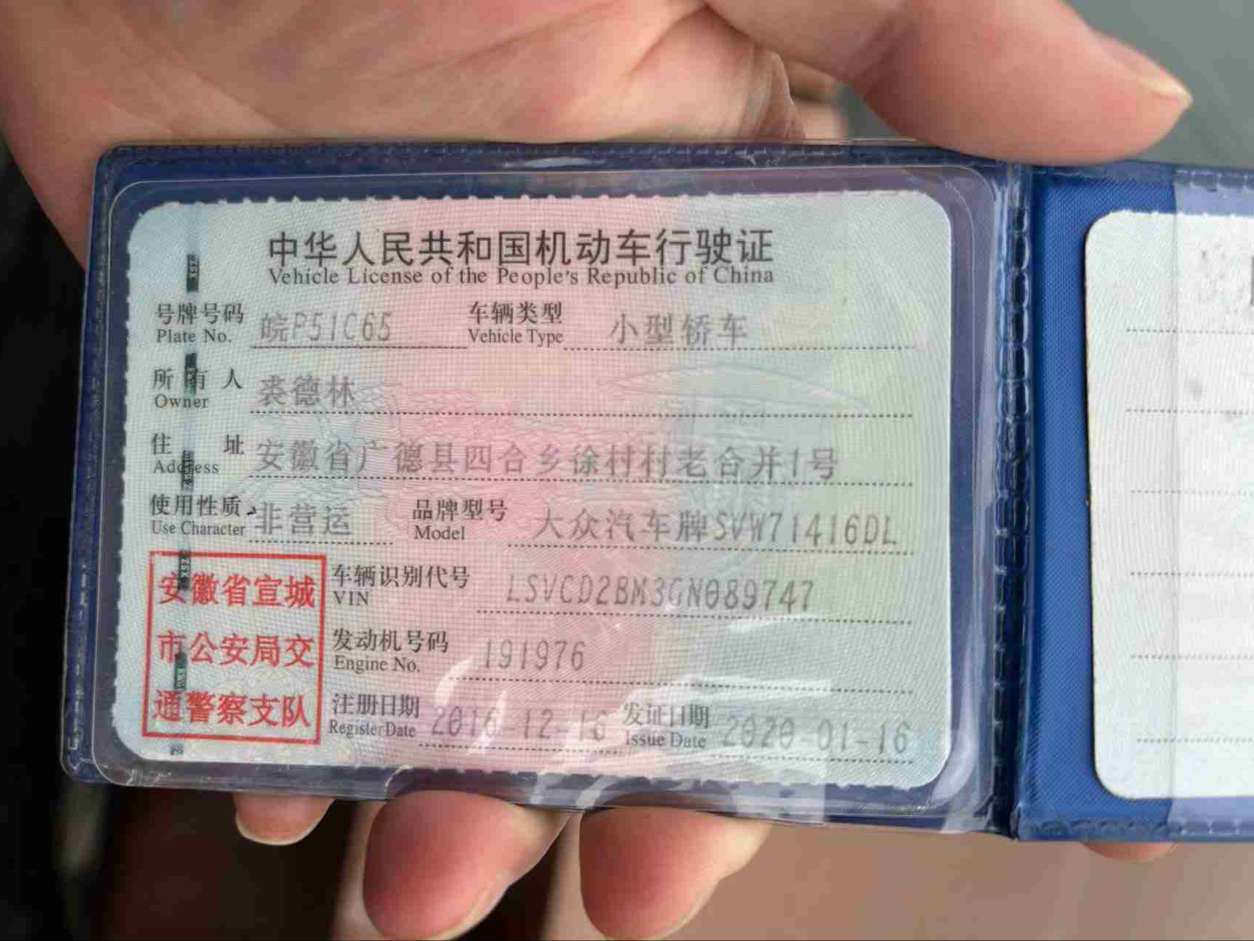 中华人民共和国机动车行驶证
Vehicle License of the People's Republic of China
号牌号码 皖P51C65 车辆类型 小型轿车
Plate No. Vehicle Type
所有人 裘德林
Owner
住址 安徽省广德县四合乡徐村村老合并1号
Address
使用性质 非营运 品牌型号 大众汽车牌SVW71416DL
Use Character Model
安徽省宣城
市公安局交
通警察支队
车辆识别代号 LSVCD2BM3GN089747
VIN
发动机号码 191976
Engine No.
注册日期 2016-12-16 发证日期 2020-01-16
Register Date Issue Date